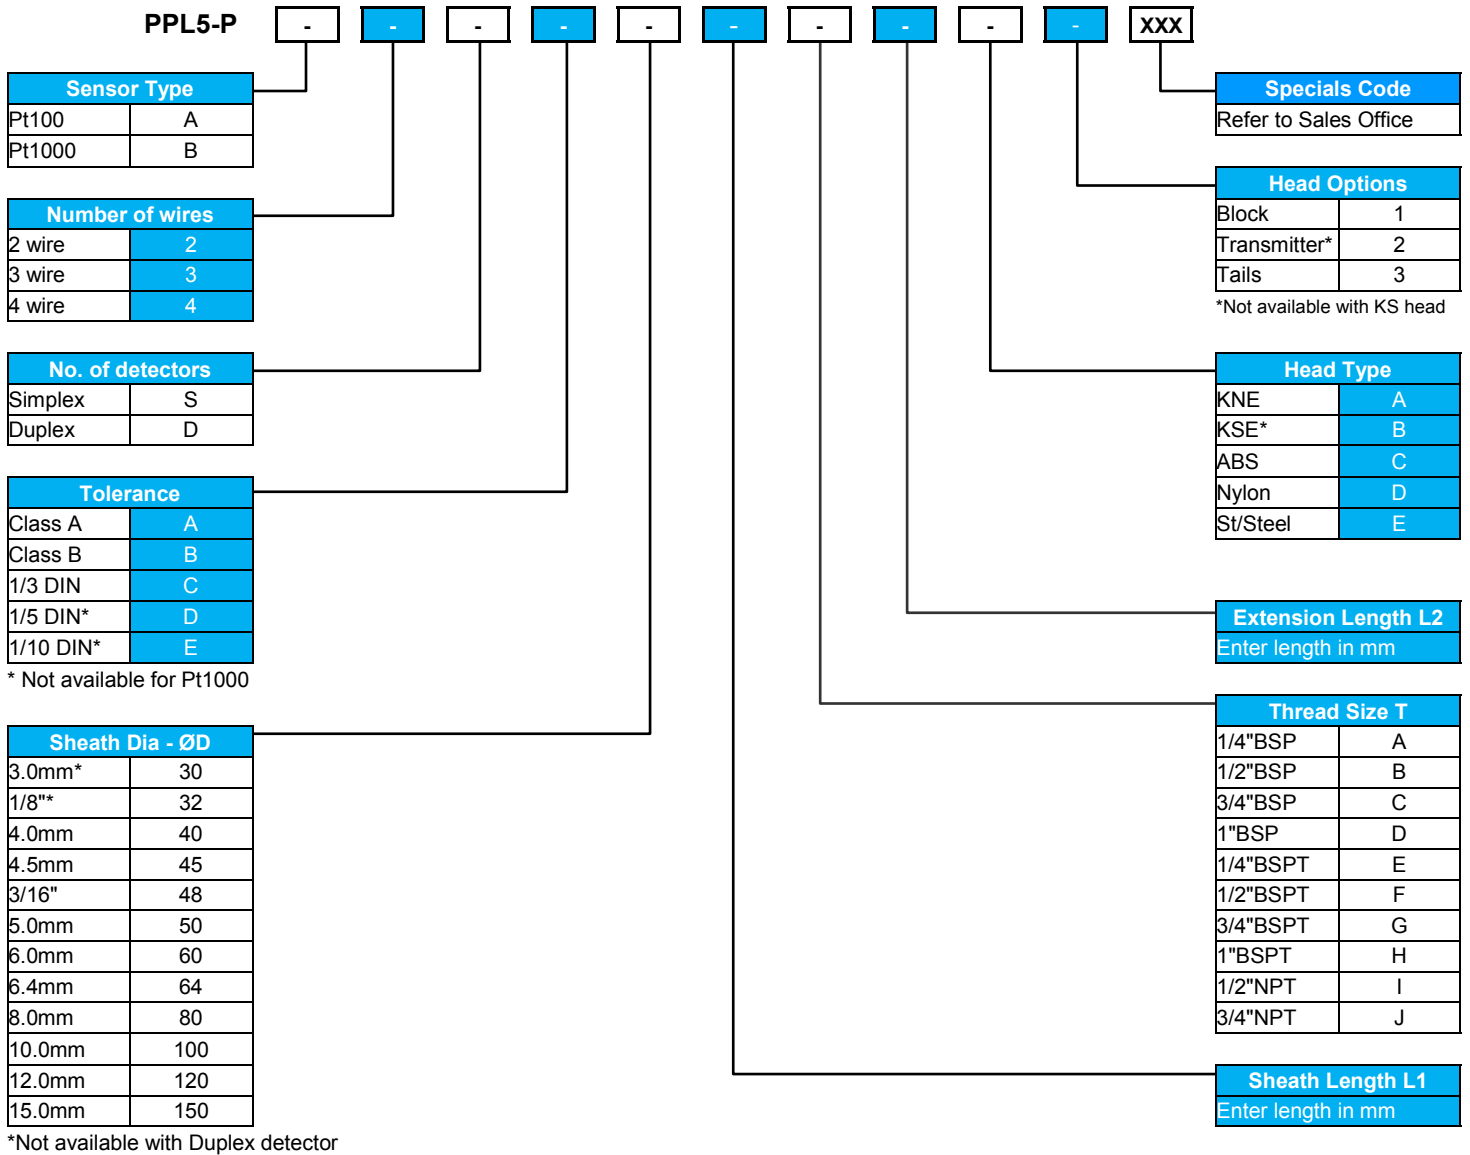 PPL5-P - - - - - - - - - - XXX
Sensor Type
Pt100 A
Pt1000 B
Number of wires
2 wire 2
3 wire 3
4 wire 4
No. of detectors
Simplex S
Duplex D
Tolerance
Class A A
Class B B
1/3 DIN C
1/5 DIN* D
1/10 DIN* E
* Not available for Pt1000
Sheath Dia - ØD
3.0mm* 30
1/8"* 32
4.0mm 40
4.5mm 45
3/16" 48
5.0mm 50
6.0mm 60
6.4mm 64
8.0mm 80
10.0mm 100
12.0mm 120
15.0mm 150
*Not available with Duplex detector
Specials Code
Refer to Sales Office
Head Options
Block 1
Transmitter* 2
Tails 3
*Not available with KS head
Head Type
KNE A
KSE* B
ABS C
Nylon D
St/Steel E
Extension Length L2
Enter length in mm
Thread Size T
1/4"BSP A
1/2"BSP B
3/4"BSP C
1"BSP D
1/4"BSPT E
1/2"BSPT F
3/4"BSPT G
1"BSPT H
1/2"NPT I
3/4"NPT J
Sheath Length L1
Enter length in mm